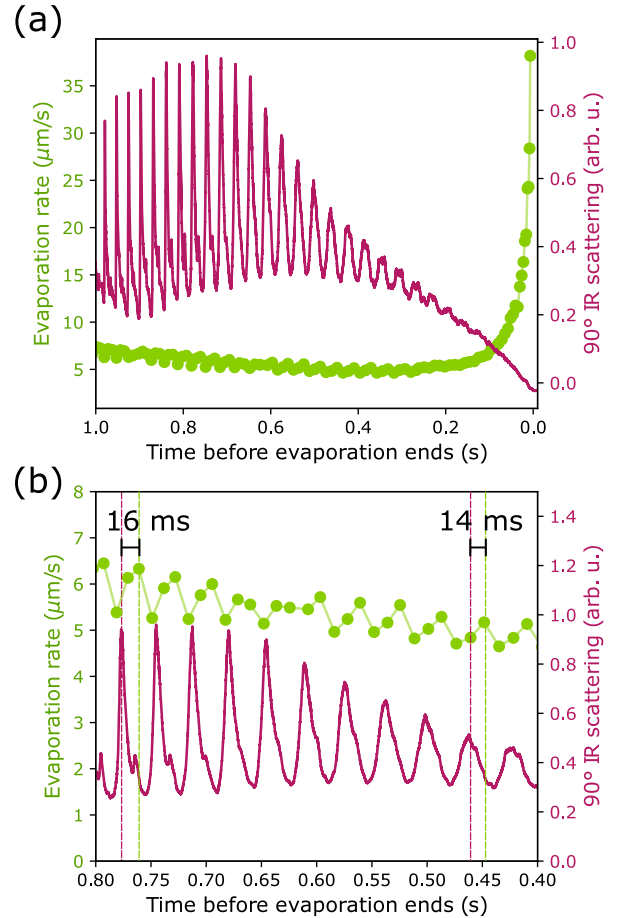 (a)
Evaporation rate (μm/s)
35
30
25
20
15
10
5
1.0
0.8
0.6
0.4
0.2
0.0
90° IR scattering (arb. u.)
1.0 0.8 0.6 0.4 0.2 0.0
Time before evaporation ends (s)
(b)
Evaporation rate (μm/s)
8
7
6
5
4
3
2
1
0
16 ms
14 ms
1.4
1.2
1.0
0.8
0.6
0.4
0.2
0.0
90° IR scattering (arb. u.)
0.80 0.75 0.70 0.65 0.60 0.55 0.50 0.45 0.40
Time before evaporation ends (s)